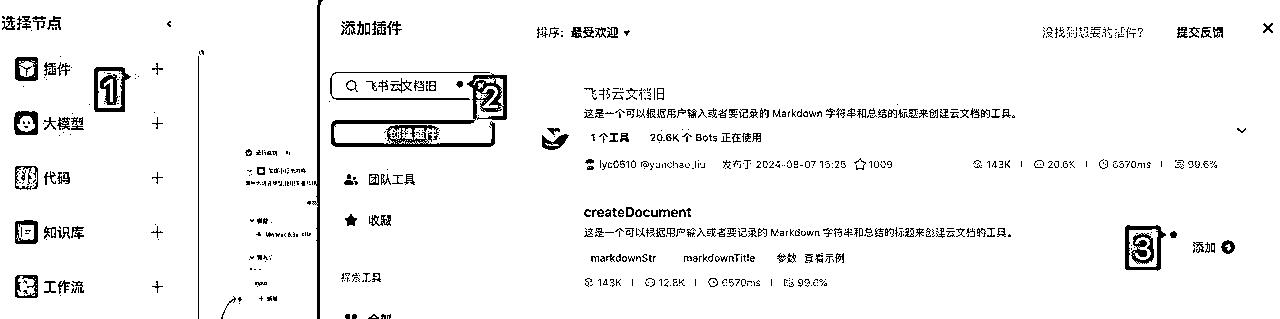 选择节点
插件
1
大模型
代码
知识库
工作流
添加插件
飞书云文档旧
2
创建插件
团队工具
收藏
探索工具
排序: 最受欢迎
没找到想要的插件?
提交反馈
飞书云文档旧
这是一个可以根据用户输入或者要记录的 Markdown 字符串和总结的标题来创建云文档的工具。
1 个工具 20.6K 个 Bots 正在使用
lyc0510 @yunchao_liu 发布于 2024-08-07 15:25 1009
143K 20.6K 6570ms 99.6%
createDocument
这是一个可以根据用户输入或者要记录的 Markdown 字符串和总结的标题来创建云文档的工具。
markdownStr markdownTitle 参数 查看示例
143K 12.8K 6570ms 99.6%
3
添加